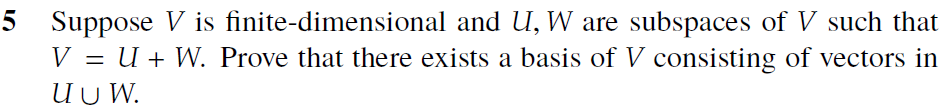 5 Suppose V is finite-dimensional and U, W are subspaces of V such that
V = U + W. Prove that there exists a basis of V consisting of vectors in
U ∪ W.